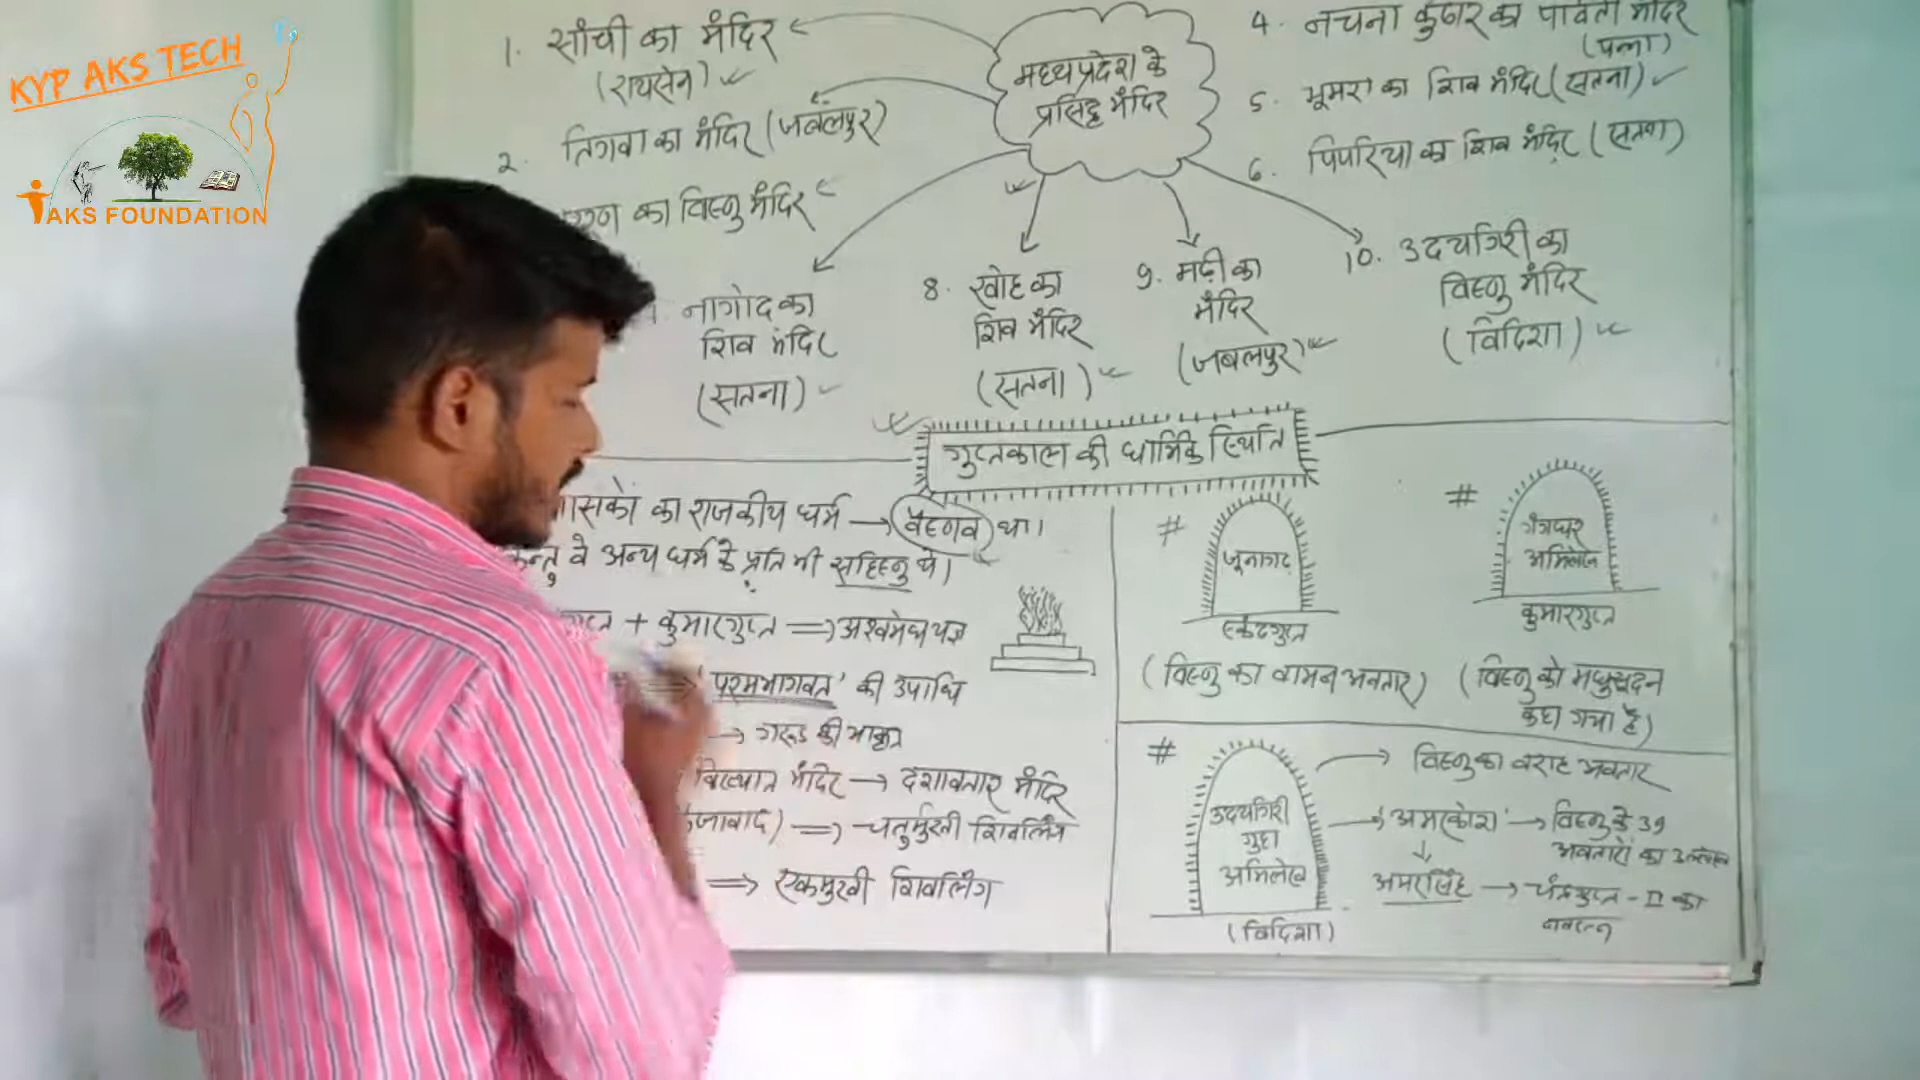 KYP AKS TECH
AKS FOUNDATION
मध्यप्रदेश के
प्रसिद्ध मंदिर
1. साँची का मंदिर
(रायसेन)
2. तिगवा का मंदिर (जबलपुर)
का विष्णु मंदिर
4. नचना कुठार का पार्वती मंदिर
(पन्ना)
5. भूमरा का शिव मंदिर (सतना)
6. पिपरिया का शिव मंदिर (सतना)
नागोद का
शिव मंदिर
(सतना)
8. खोह का
शिव मंदिर
(सतना)
9. मढ़ी का
मंदिर
(जबलपुर)
10. उदयगिरी का
विष्णु मंदिर
(विदिशा)
गुप्तकाल की धार्मिक स्थिति
का राजकीय धर्म → वैष्णव था।
वे अन्य धर्म के प्रति भी सहिष्णु थे।
+ कुमारगुप्त ⇒ अश्वमेध यज्ञ
⇒ 'परमभागवत' की उपाधि
→ गरुड़ की
विख्यात मंदिर → दशावतार मंदिर
⇒ चतुर्मुखी शिवलिंग
⇒ एकमुखी शिवलिंग
# जूनागढ़
स्कंदगुप्त
(विष्णु का वामन अवतार)
#
अभिलेख
कुमारगुप्त
(विष्णु को मधुसूदन
कहा गया है)
# उदयगिरी
गुहा
अभिलेख
(विदिशा)
→ विष्णु का वराह अवतार
→ अमरकोश → विष्णु के 39
अवतारों का उल्लेख
अमरसिंह → चंद्रगुप्त-II का
नवरत्न